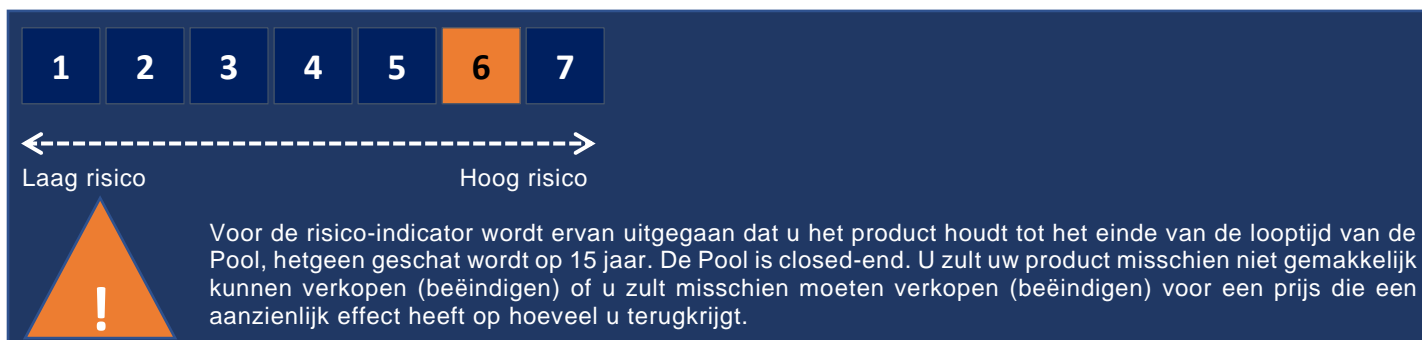 1 2 3 4 5 6 7
Laag risico Hoog risico
Voor de risico-indicator wordt ervan uitgegaan dat u het product houdt tot het einde van de looptijd van de
Pool, hetgeen geschat wordt op 15 jaar. De Pool is closed-end. U zult uw product misschien niet gemakkelijk
kunnen verkopen (beëindigen) of u zult misschien moeten verkopen (beëindigen) voor een prijs die een
aanzienlijk effect heeft op hoeveel u terugkrijgt.
!